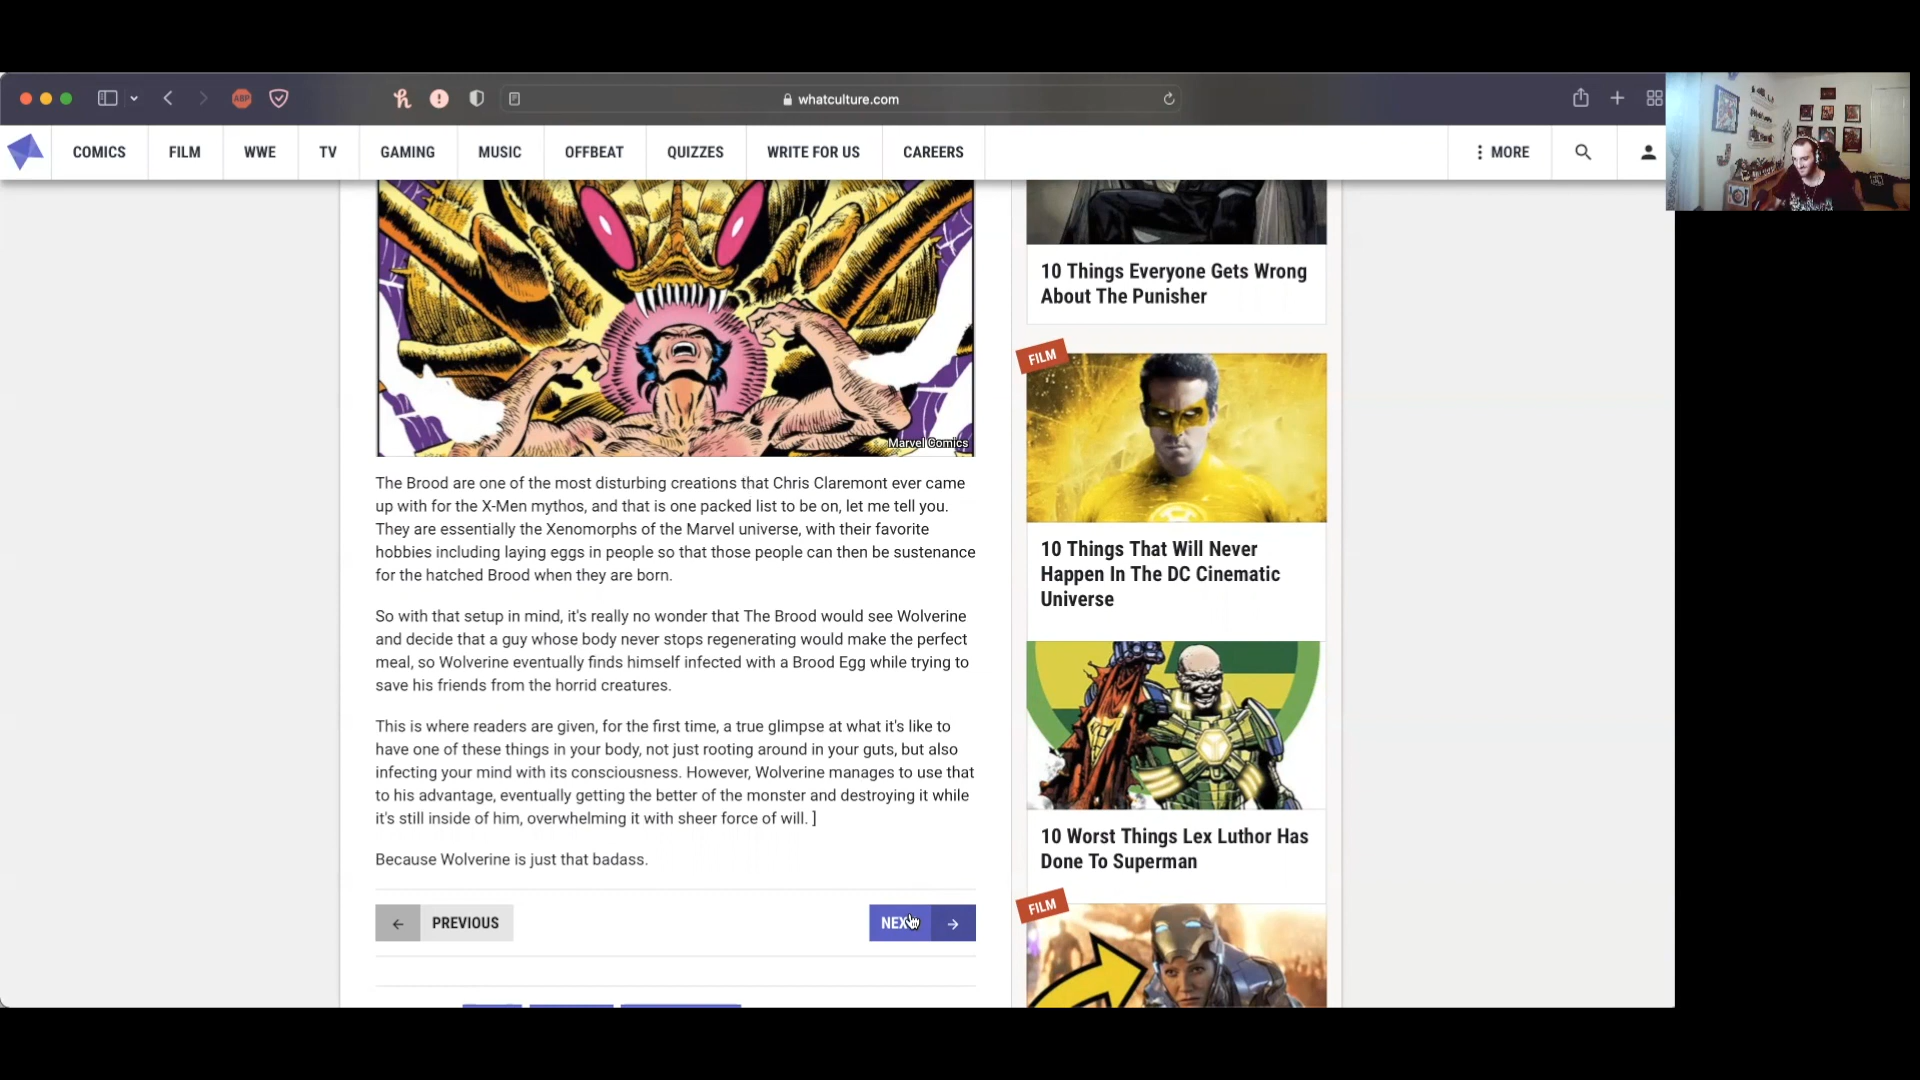 ABP
whatculture.com
COMICS
FILM
WWE
TV
GAMING
MUSIC
OFFBEAT
QUIZZES
WRITE FOR US
CAREERS
MORE
Marvel Comics
The Brood are one of the most disturbing creations that Chris Claremont ever came
up with for the X-Men mythos, and that is one packed list to be on, let me tell you.
They are essentially the Xenomorphs of the Marvel universe, with their favorite
hobbies including laying eggs in people so that those people can then be sustenance
for the hatched Brood when they are born.
So with that setup in mind, it's really no wonder that The Brood would see Wolverine
and decide that a guy whose body never stops regenerating would make the perfect
meal, so Wolverine eventually finds himself infected with a Brood Egg while trying to
save his friends from the horrid creatures.
This is where readers are given, for the first time, a true glimpse at what it's like to
have one of these things in your body, not just rooting around in your guts, but also
infecting your mind with its consciousness. However, Wolverine manages to use that
to his advantage, eventually getting the better of the monster and destroying it while
it's still inside of him, overwhelming it with sheer force of will. ]
Because Wolverine is just that badass.
PREVIOUS
NEXT
10 Things Everyone Gets Wrong
About The Punisher
FILM
10 Things That Will Never
Happen In The DC Cinematic
Universe
10 Worst Things Lex Luthor Has
Done To Superman
FILM